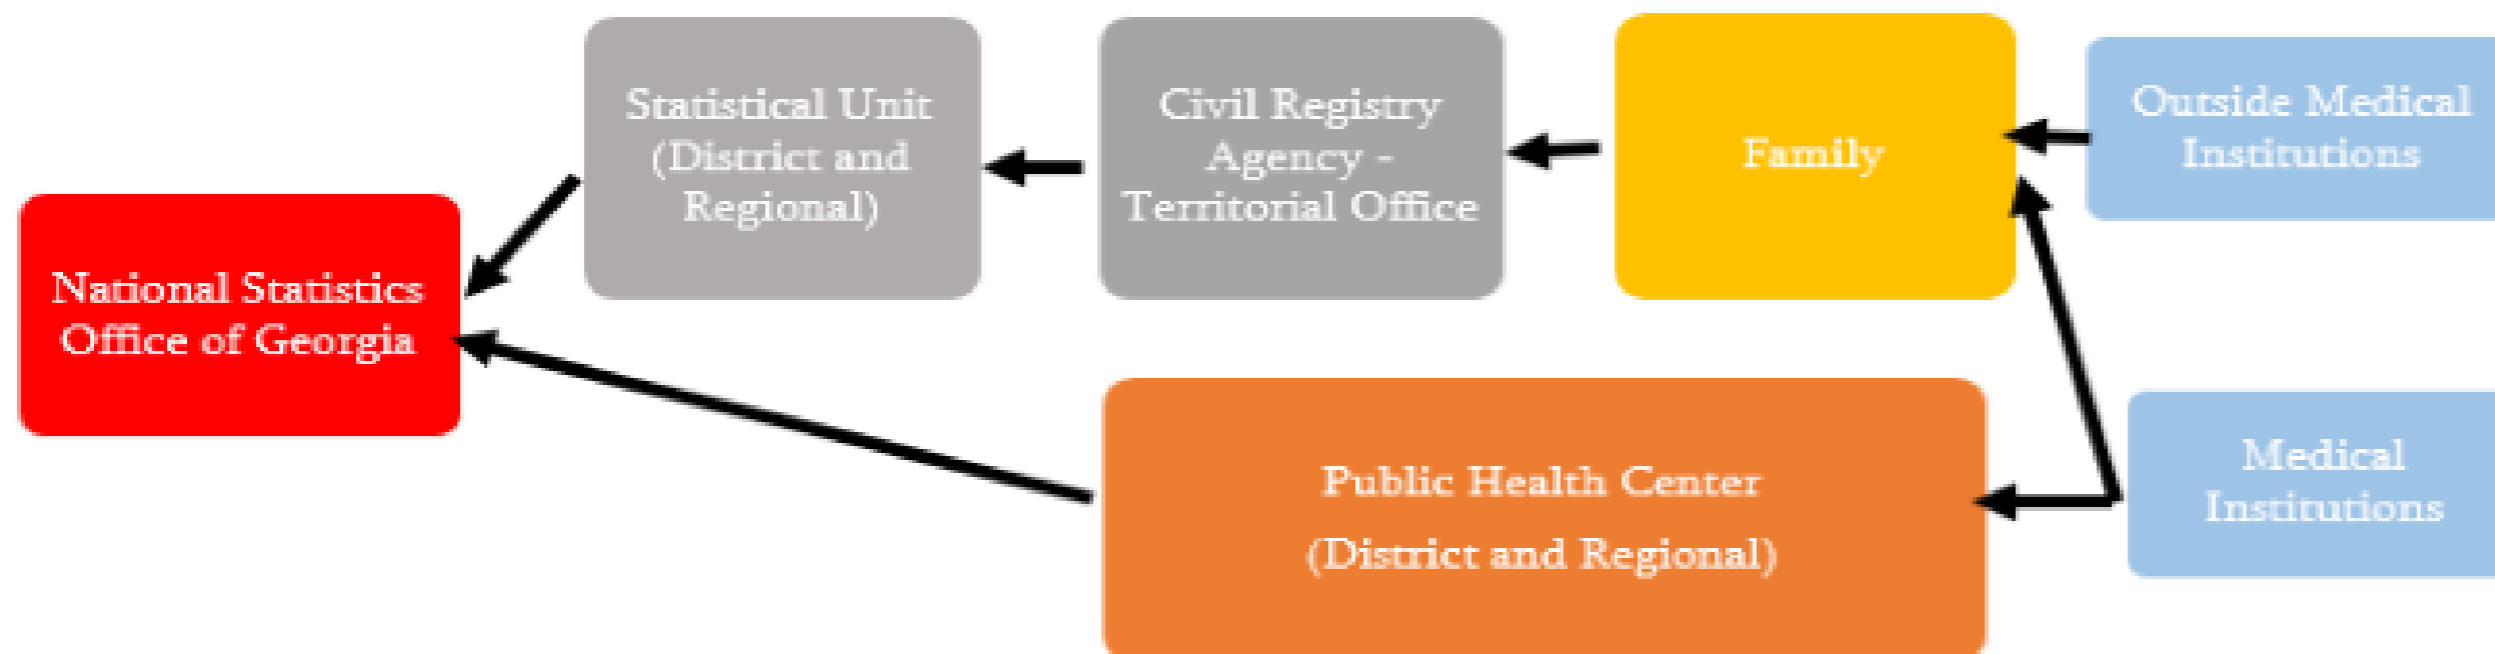 Statistical Unit
(District and
Regional)
Civil Registry
Agency -
Territorial Office
Family
Outside Medical
Institutions
National Statistics
Office of Georgia
Public Health Center
(District and Regional)
Medical
Institutions